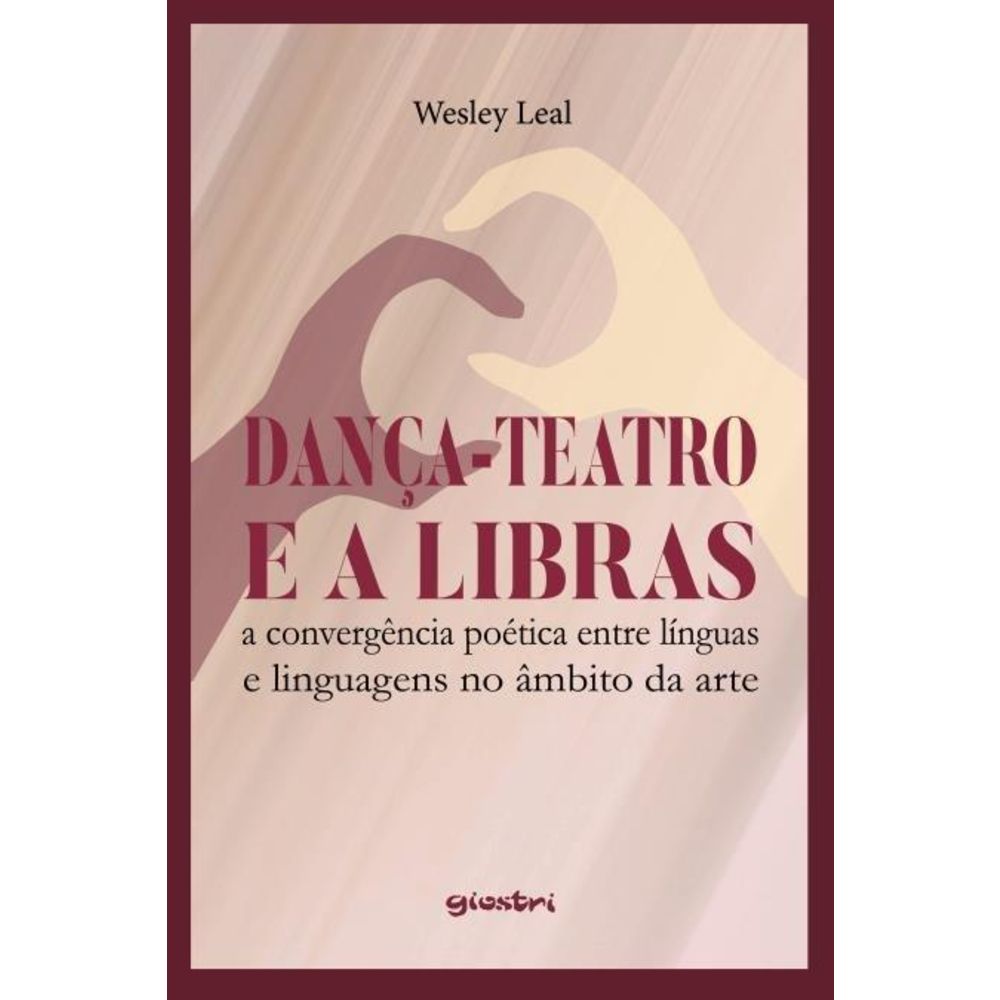 Wesley Leal
DANÇA-TEATRO
E A LIBRAS
a convergência poética entre línguas
e linguagens no âmbito da arte
giostri